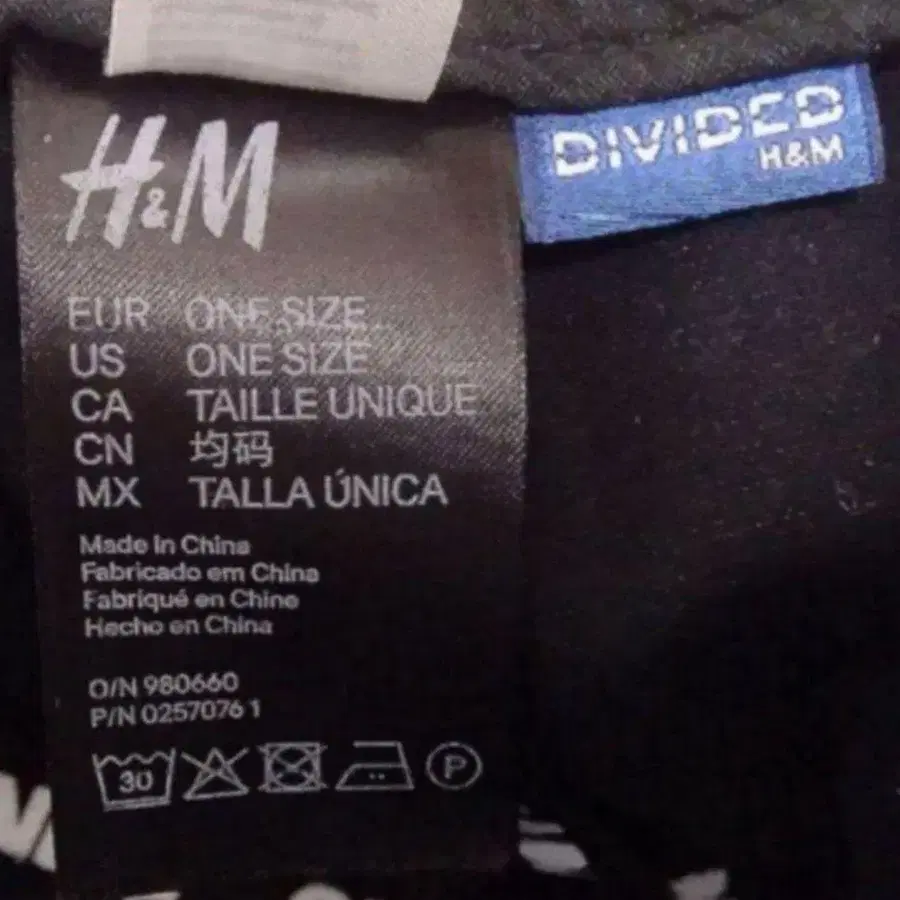 H&M
DIVIDED
H&M
EUR ONE SIZE
US ONE SIZE
CA TAILLE UNIQUE
CN 均码
MX TALLA ÚNICA
Made in China
Fabricado em China
Fabriqué en Chine
Hecho en China
O/N 980660
P/N 0257076 1
30
P